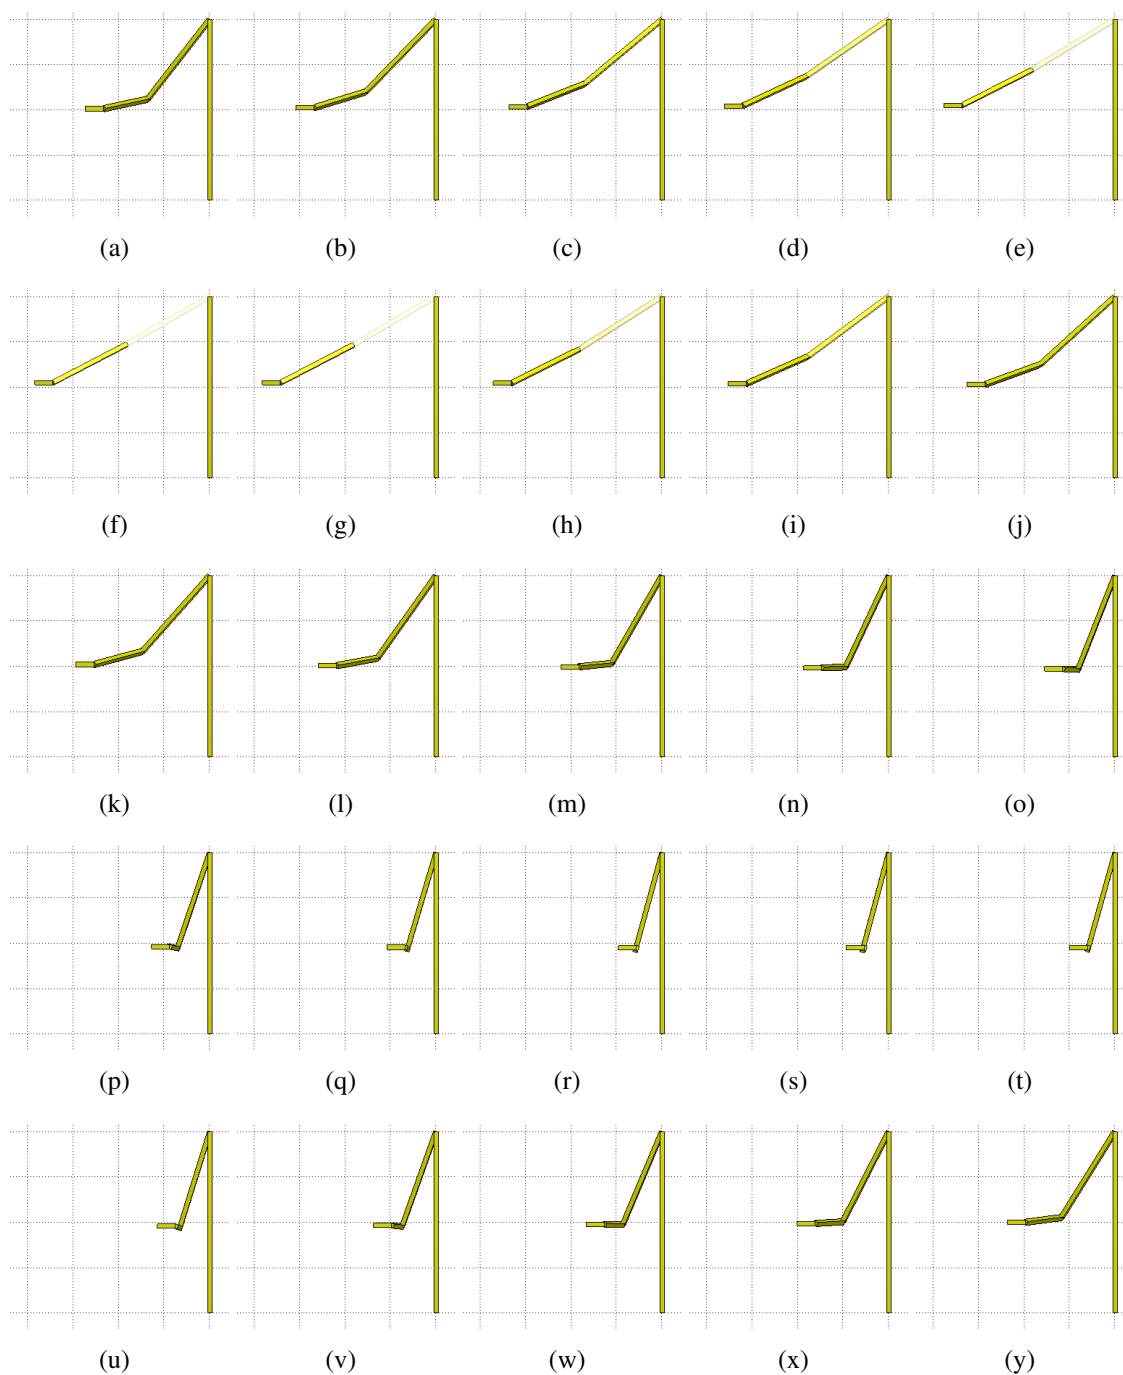 (a) (b) (c) (d) (e)
(f) (g) (h) (i) (j)
(k) (l) (m) (n) (o)
(p) (q) (r) (s) (t)
(u) (v) (w) (x) (y)